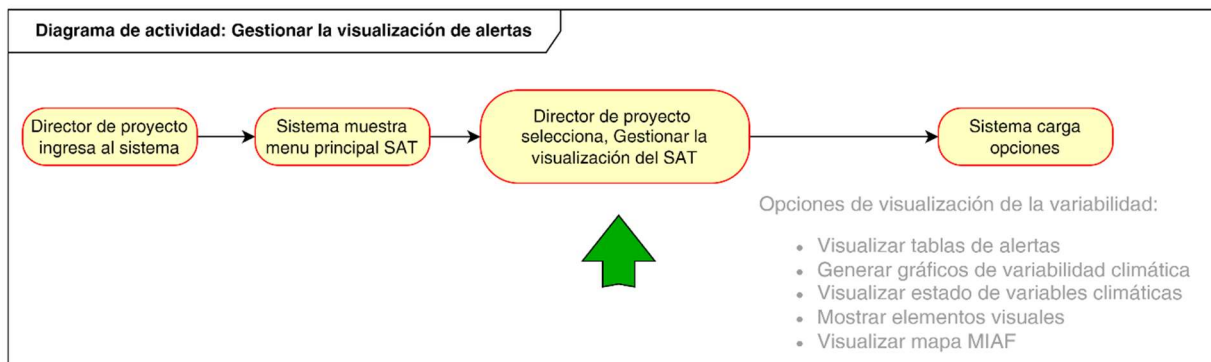 Diagrama de actividad: Gestionar la visualización de alertas
Director de proyecto
ingresa al sistema
Sistema muestra
menu principal SAT
Director de proyecto
selecciona, Gestionar la
visualización del SAT
Sistema carga
opciones
Opciones de visualización de la variabilidad:
• Visualizar tablas de alertas
• Generar gráficos de variabilidad climática
• Visualizar estado de variables climáticas
• Mostrar elementos visuales
• Visualizar mapa MIAF